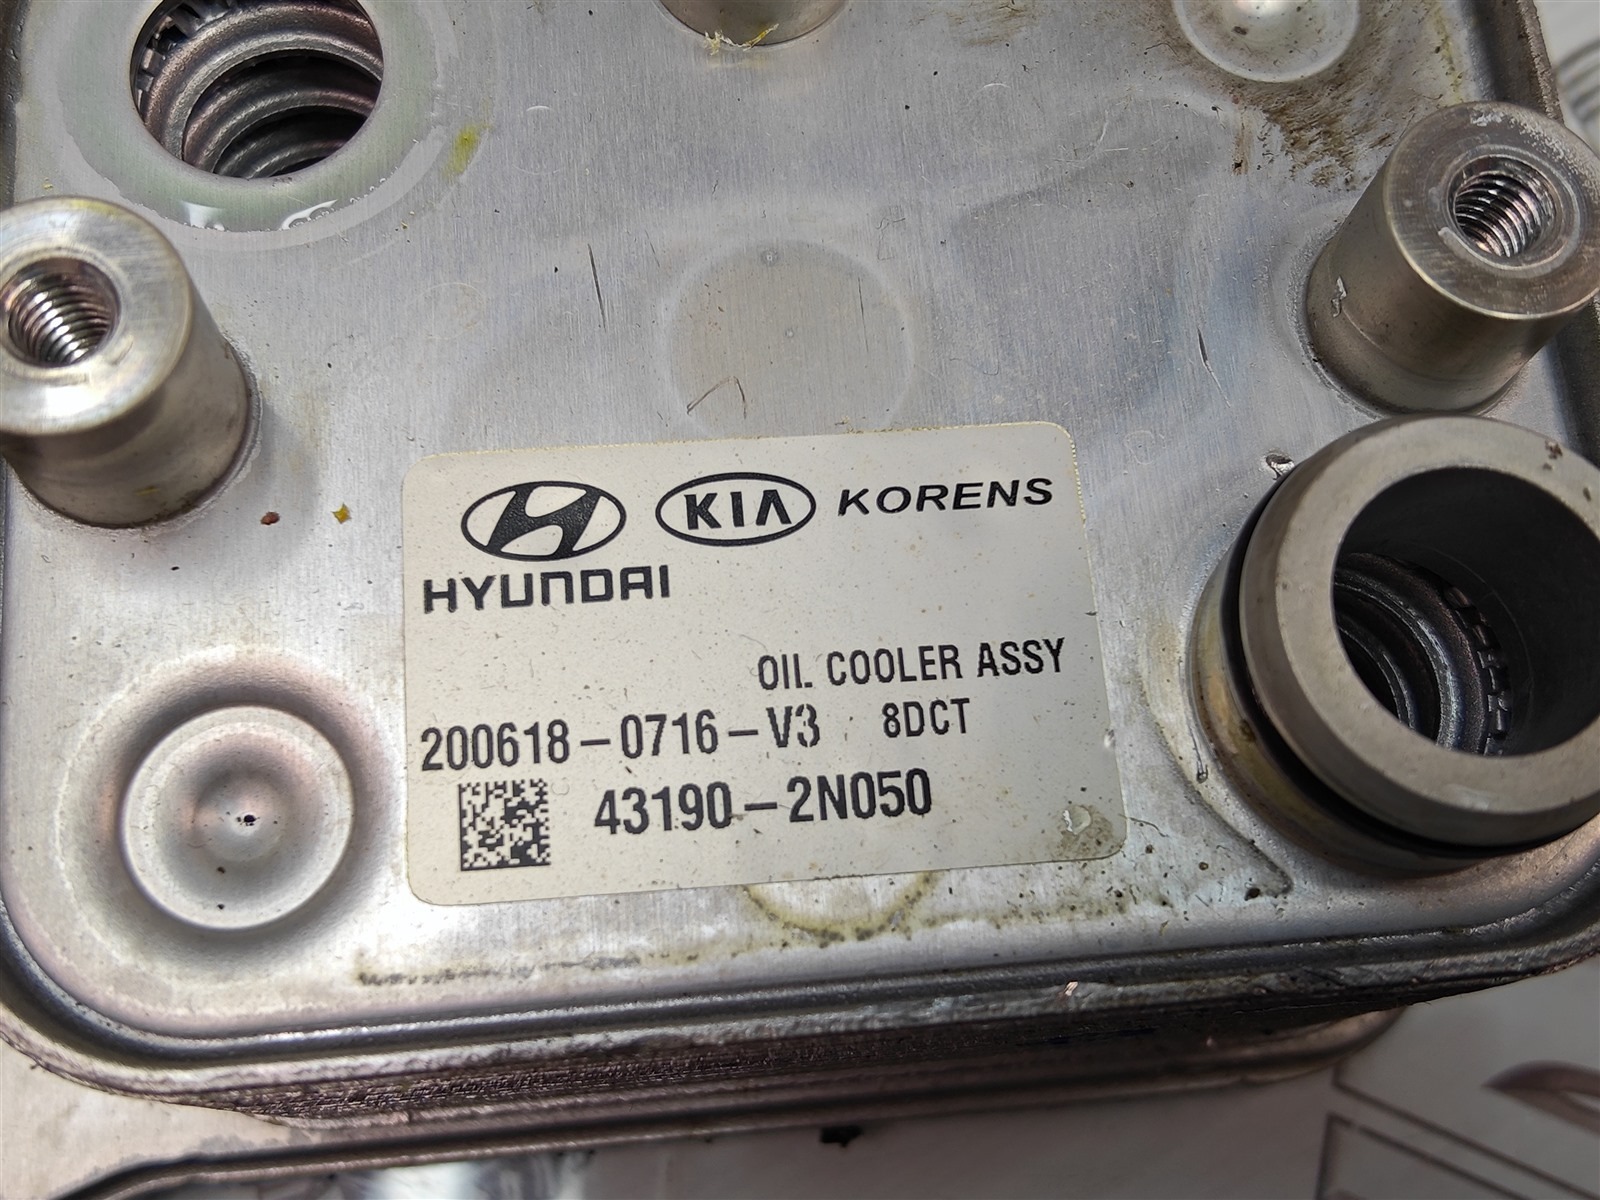 KIA KORENS
HYUNDAI
OIL COOLER ASSY
200618-0716-V3 8DCT
43190-2N050